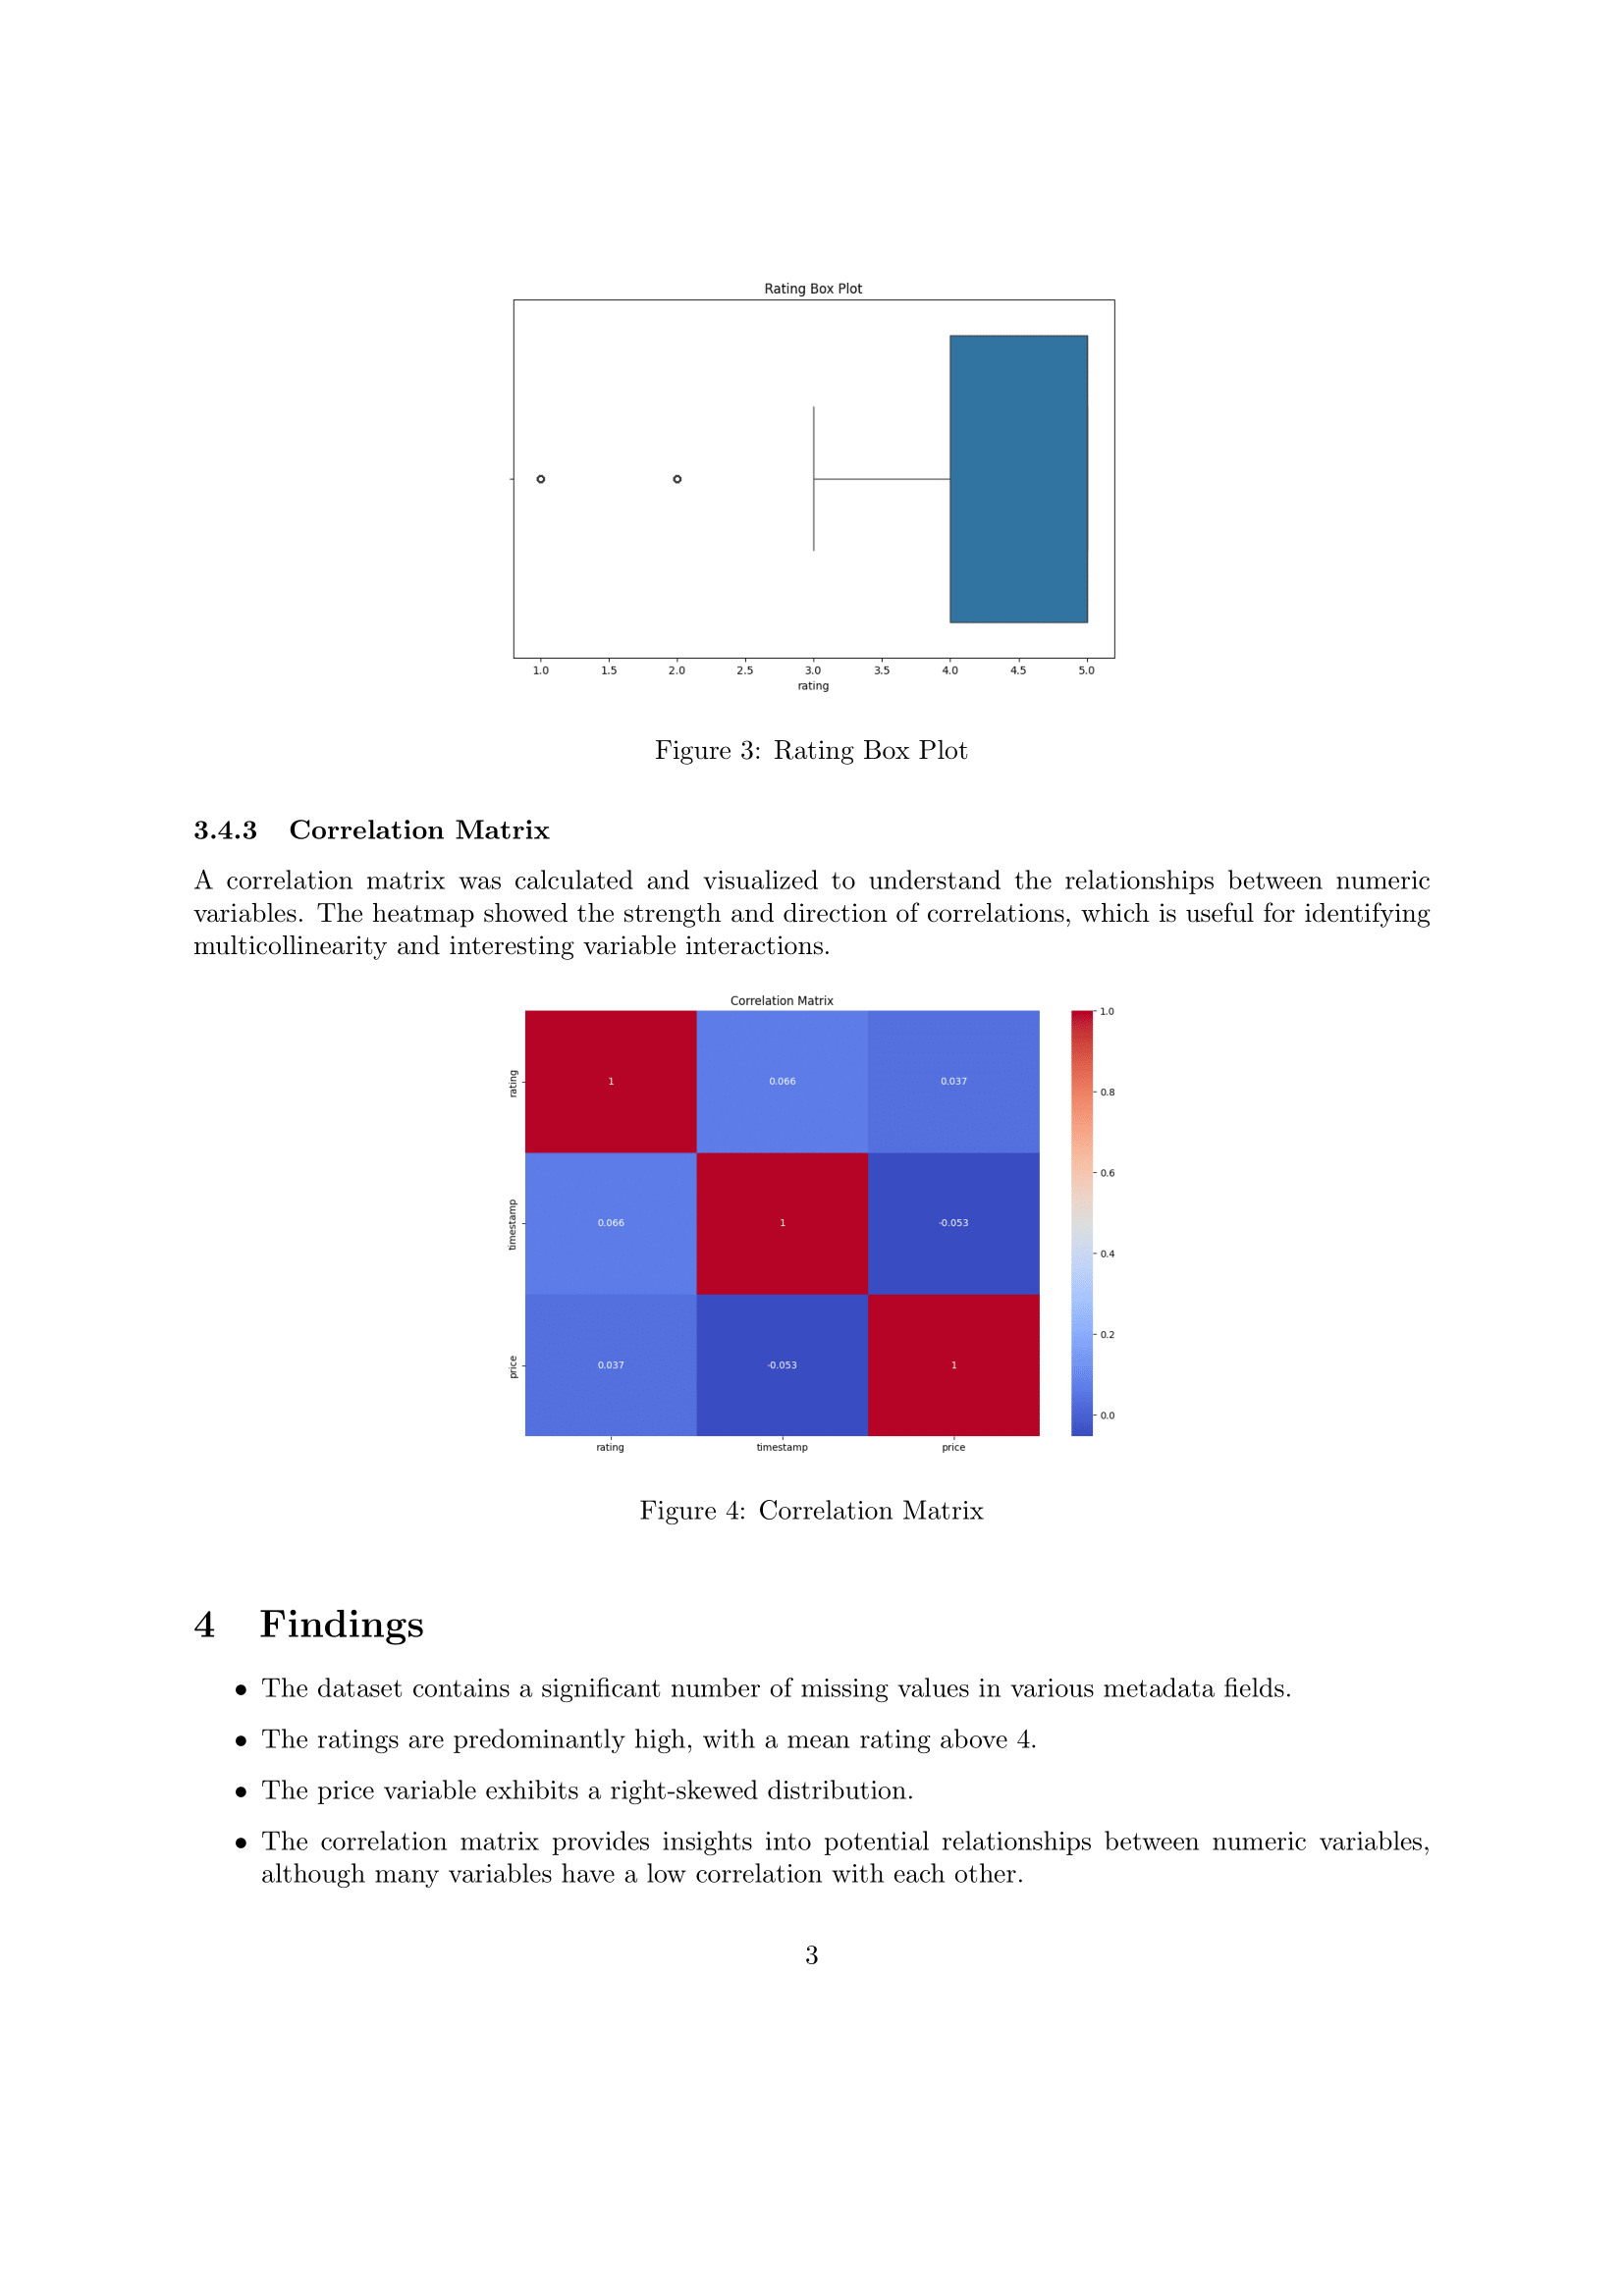 Rating Box Plot
1.0 1.5 2.0 2.5 3.0 3.5 4.0 4.5 5.0
rating
Figure 3: Rating Box Plot
3.4.3 Correlation Matrix
A correlation matrix was calculated and visualized to understand the relationships between numeric
variables. The heatmap showed the strength and direction of correlations, which is useful for identifying
multicollinearity and interesting variable interactions.
Correlation Matrix
rating 1 0.066 0.037
timestamp 0.066 1 -0.053
price 0.037 -0.053 1
rating timestamp price
1.0
0.8
0.6
0.4
0.2
0.0
Figure 4: Correlation Matrix
4 Findings
• The dataset contains a significant number of missing values in various metadata fields.
• The ratings are predominantly high, with a mean rating above 4.
• The price variable exhibits a right-skewed distribution.
• The correlation matrix provides insights into potential relationships between numeric variables,
although many variables have a low correlation with each other.
3